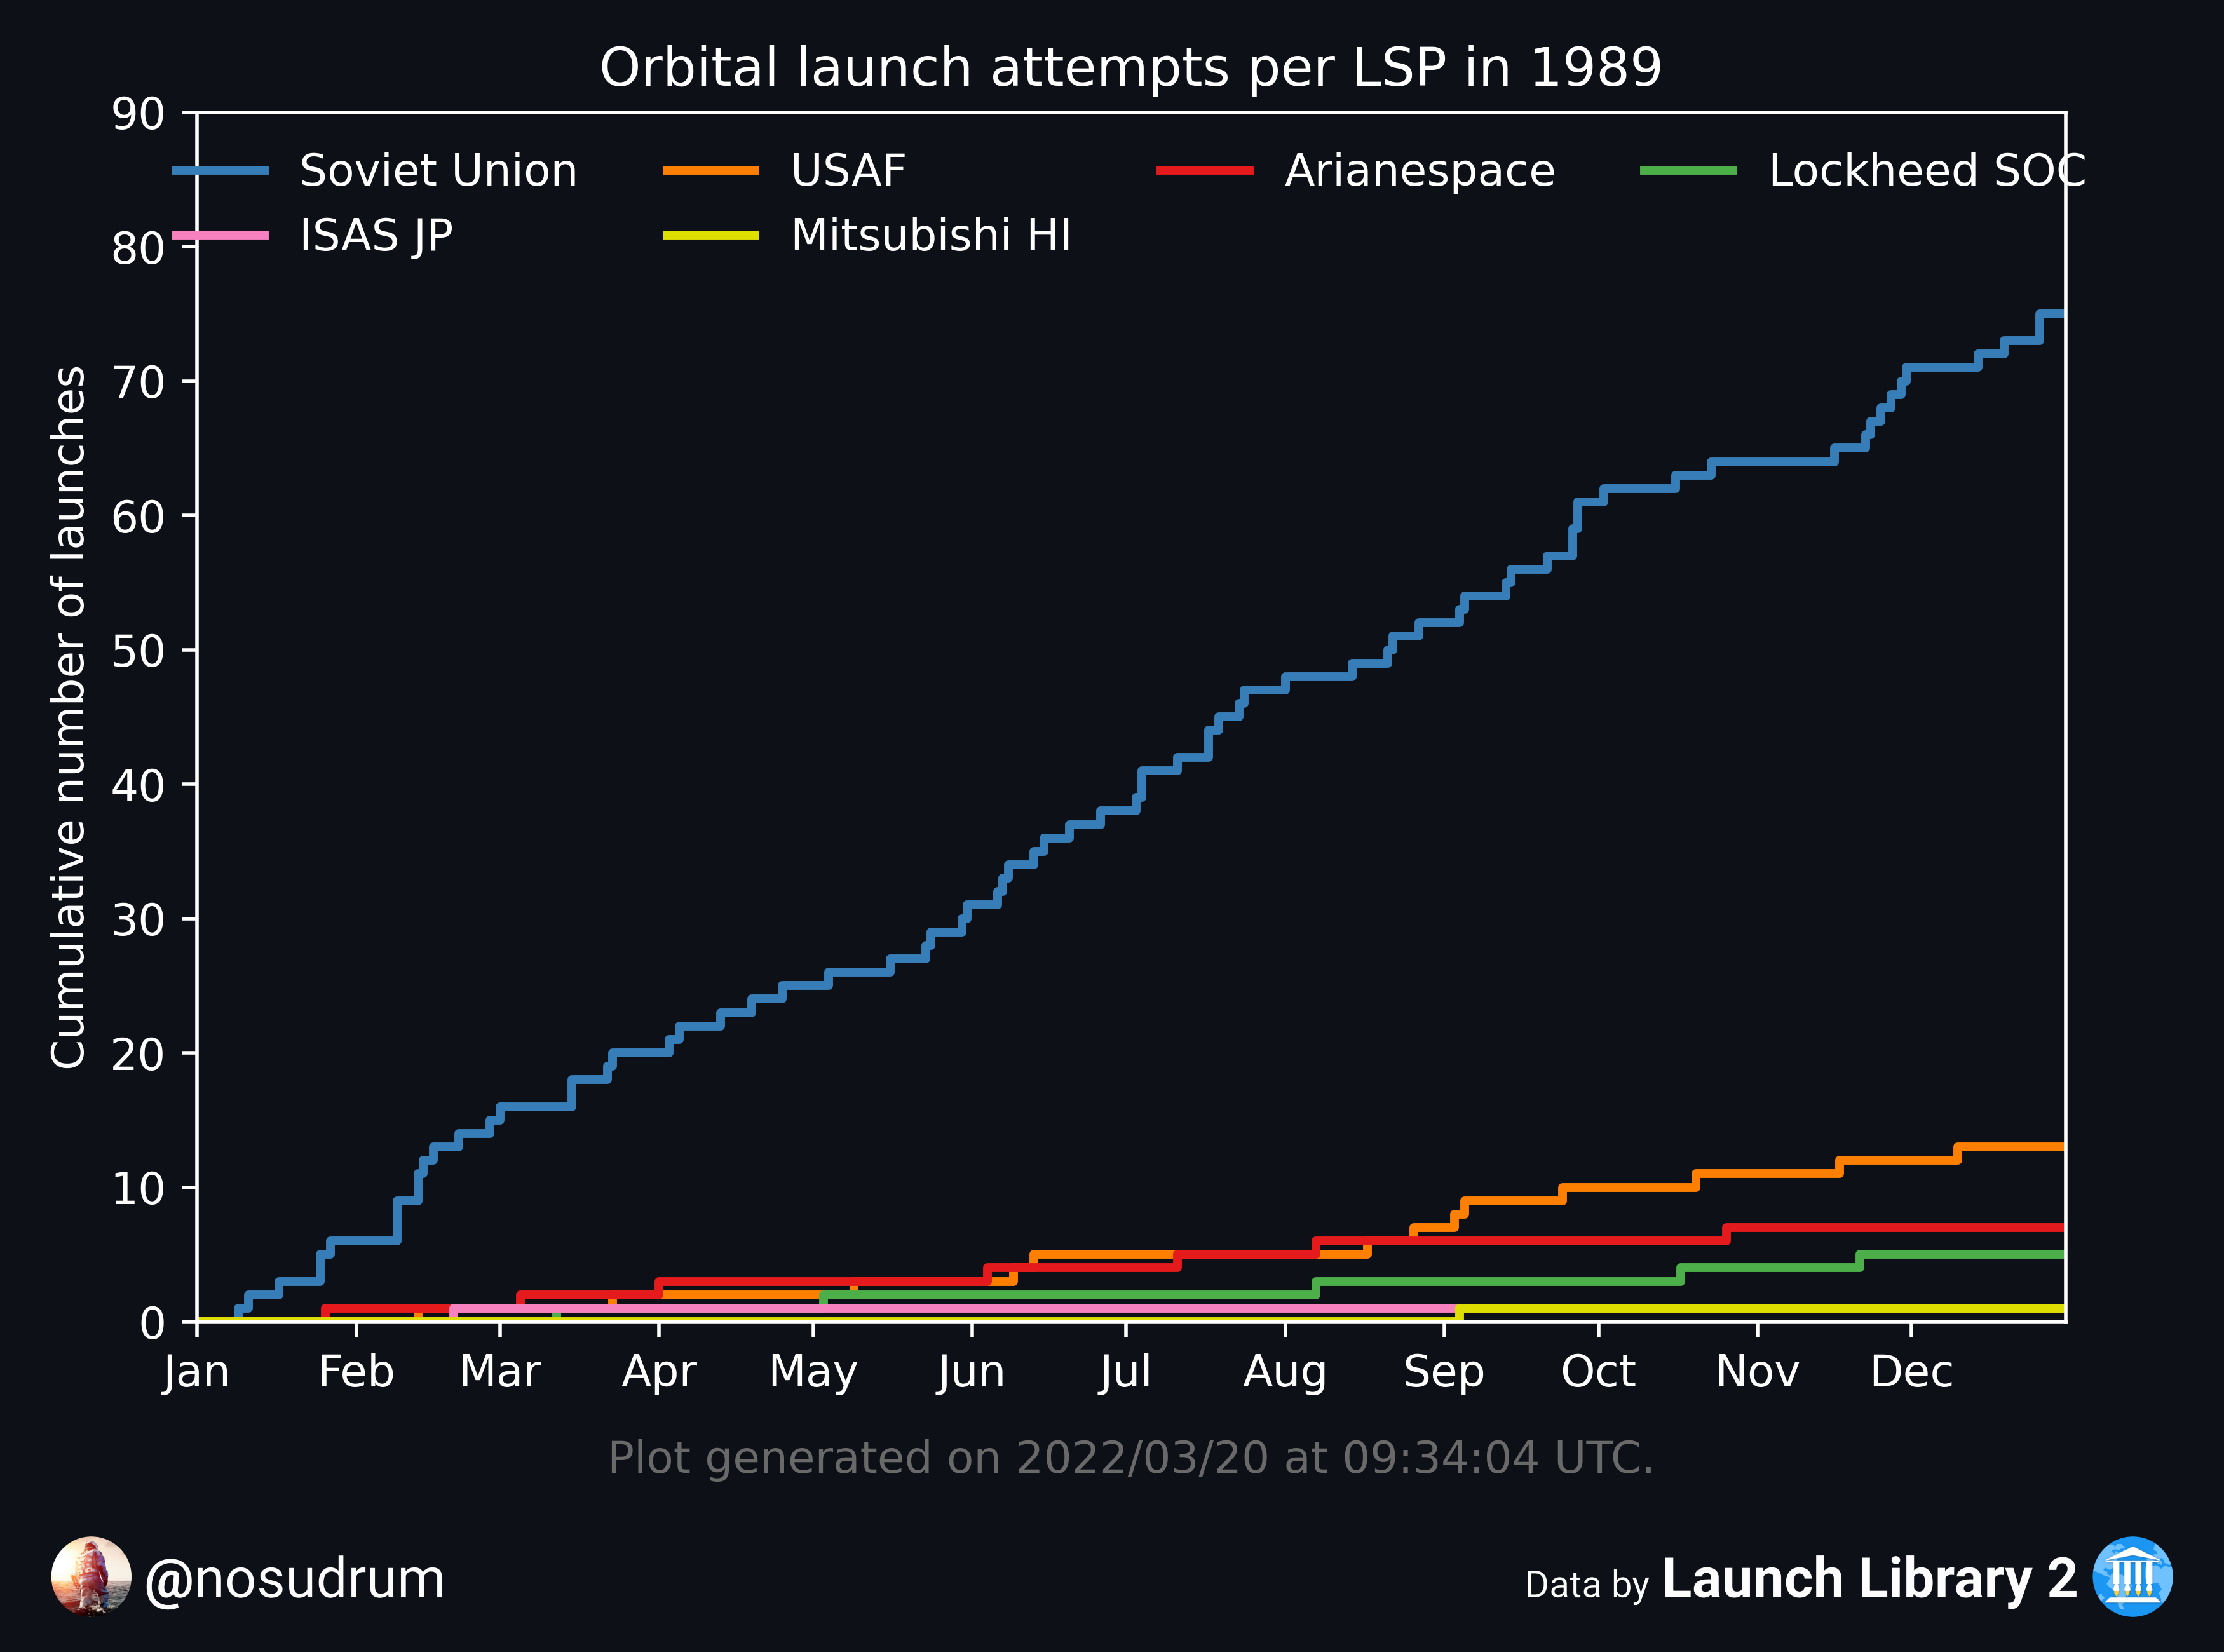 Orbital launch attempts per LSP in 1989
Soviet Union USAF Arianespace Lockheed SOC
ISAS JP Mitsubishi HI
Cumulative number of launches
90
80
70
60
50
40
30
20
10
0
Jan Feb Mar Apr May Jun Jul Aug Sep Oct Nov Dec
Plot generated on 2022/03/20 at 09:34:04 UTC.
@nosudrum
Data by Launch Library 2